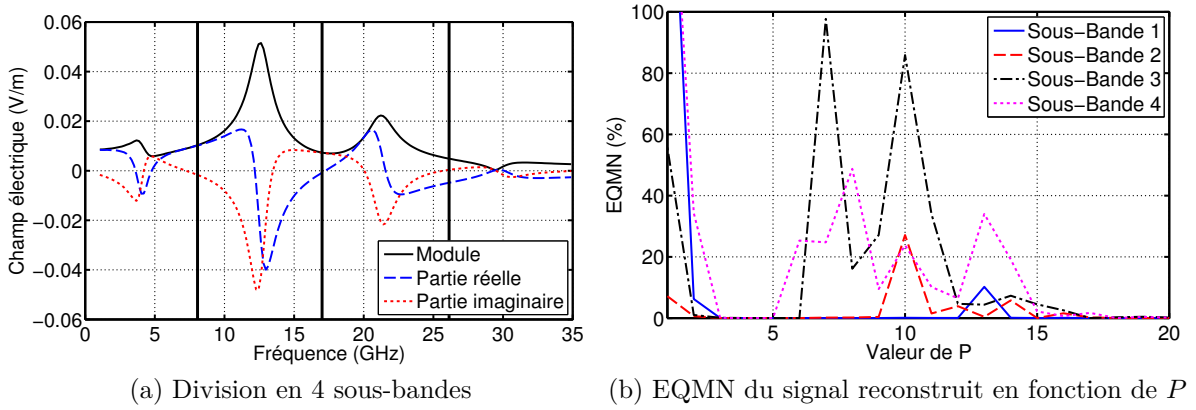 0.06
0.04
0.02
0
−0.02
−0.04
−0.06
Champ électrique (V/m)
0
5
10
15
20
25
30
35
Fréquence (GHz)
Module
Partie réelle
Partie imaginaire
(a) Division en 4 sous-bandes
100
80
60
40
20
0
EQMN (%)
5
10
15
20
Valeur de P
Sous-Bande 1
Sous-Bande 2
Sous-Bande 3
Sous-Bande 4
(b) EQMN du signal reconstruit en fonction de P